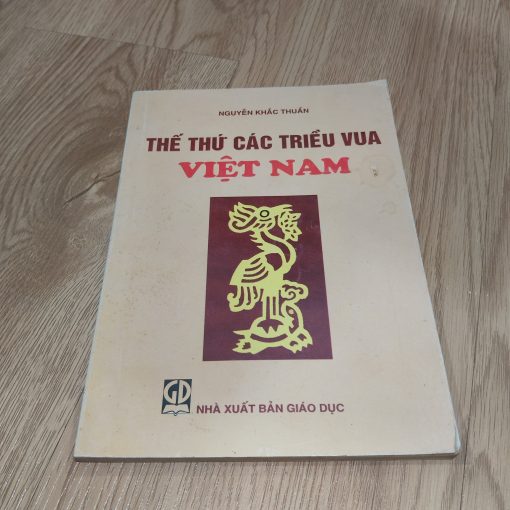 NGUYỄN KHẮC THUẦN
THẾ THỨ CÁC TRIỀU VUA
VIỆT NAM
GD
NHÀ XUẤT BẢN GIÁO DỤC